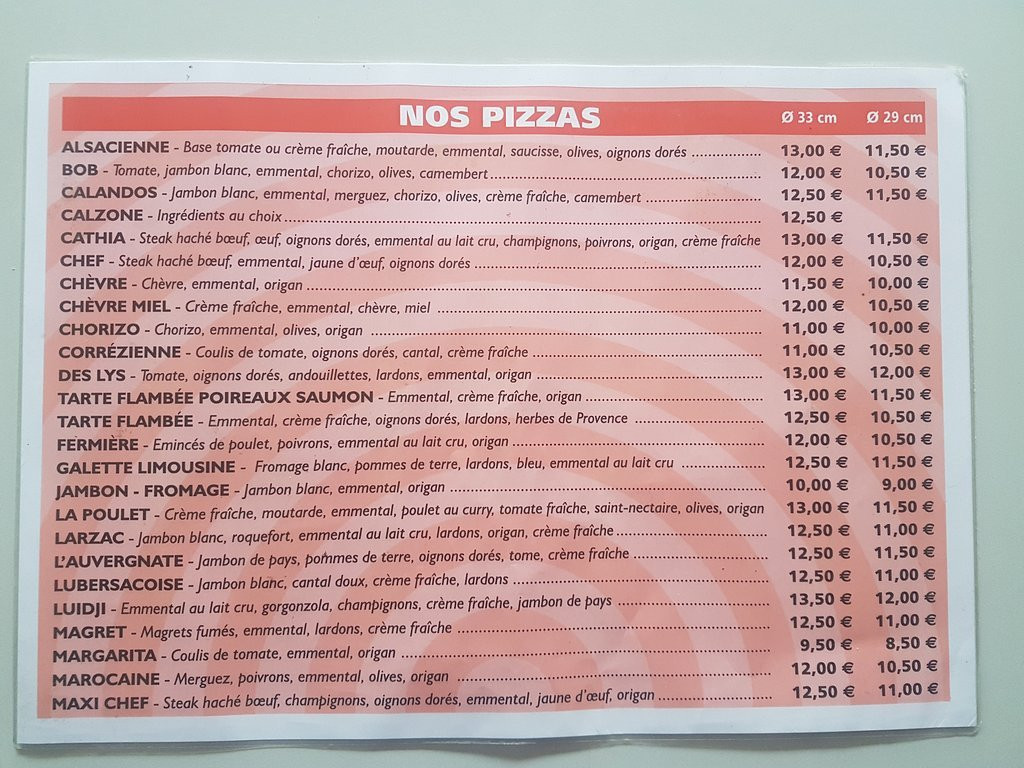 NOS PIZZAS Ø 33 cm Ø 29 cm
ALSACIENNE - Base tomate ou crème fraîche, moutarde, emmental, saucisse, olives, oignons dorés .................. 13,00 € 11,50 €
BOB - Tomate, jambon blanc, emmental, chorizo, olives, camembert.................. 12,00 € 10,50 €
CALANDOS - Jambon blanc, emmental, merguez, chorizo, olives, crème fraîche, camembert .................. 12,50 € 11,50 €
CALZONE - Ingrédients au choix.................. 12,50 €
CATHIA - Steak haché bœuf, œuf, oignons dorés, emmental au lait cru, champignons, poivrons, origan, crème fraîche 13,00 € 11,50 €
CHEF - Steak haché bœuf, emmental, jaune d'œuf, oignons dorés .................. 12,00 € 10,50 €
CHÈVRE - Chèvre, emmental, origan .................. 11,50 € 10,00 €
CHÈVRE MIEL - Crème fraîche, emmental, chèvre, miel .................. 12,00 € 10,50 €
CHORIZO - Chorizo, emmental, olives, origan .................. 11,00 € 10,00 €
CORRÉZIENNE - Coulis de tomate, oignons dorés, cantal, crème fraîche .................. 11,00 € 10,50 €
DES LYS - Tomate, oignons dorés, andouillettes, lardons, emmental, origan .................. 13,00 € 12,00 €
TARTE FLAMBÉE POIREAUX SAUMON - Emmental, crème fraîche, origan .................. 13,00 € 11,50 €
TARTE FLAMBÉE - Emmental, crème fraîche, oignons dorés, lardons, herbes de Provence .................. 12,50 € 10,50 €
FERMIÈRE - Emincés de poulet, poivrons, emmental au lait cru, origan .................. 12,00 € 10,50 €
GALETTE LIMOUSINE - Fromage blanc, pommes de terre, lardons, bleu, emmental au lait cru .................. 12,50 € 11,50 €
JAMBON - FROMAGE - Jambon blanc, emmental, origan .................. 10,00 € 9,00 €
LA POULET - Crème fraîche, moutarde, emmental, poulet au curry, tomate fraîche, saint-nectaire, olives, origan 13,00 € 11,50 €
LARZAC - Jambon blanc, roquefort, emmental au lait cru, lardons, origan, crème fraîche .................. 12,50 € 11,00 €
L'AUVERGNATE - Jambon de pays, pommes de terre, oignons dorés, tome, crème fraîche .................. 12,50 € 11,50 €
LUBERSACOISE - Jambon blanc, cantal doux, crème fraîche, lardons .................. 12,50 € 11,00 €
LUIDJI - Emmental au lait cru, gorgonzola, champignons, crème fraîche, jambon de pays .................. 13,50 € 12,00 €
MAGRET - Magrets fumés, emmental, lardons, crème fraîche .................. 12,50 € 11,00 €
MARGARITA - Coulis de tomate, emmental, origan .................. 9,50 € 8,50 €
MAROCAINE - Merguez, poivrons, emmental, olives, origan .................. 12,00 € 10,50 €
MAXI CHEF - Steak haché bœuf, champignons, oignons dorés, emmental, jaune d'œuf, origan .................. 12,50 € 11,00 €